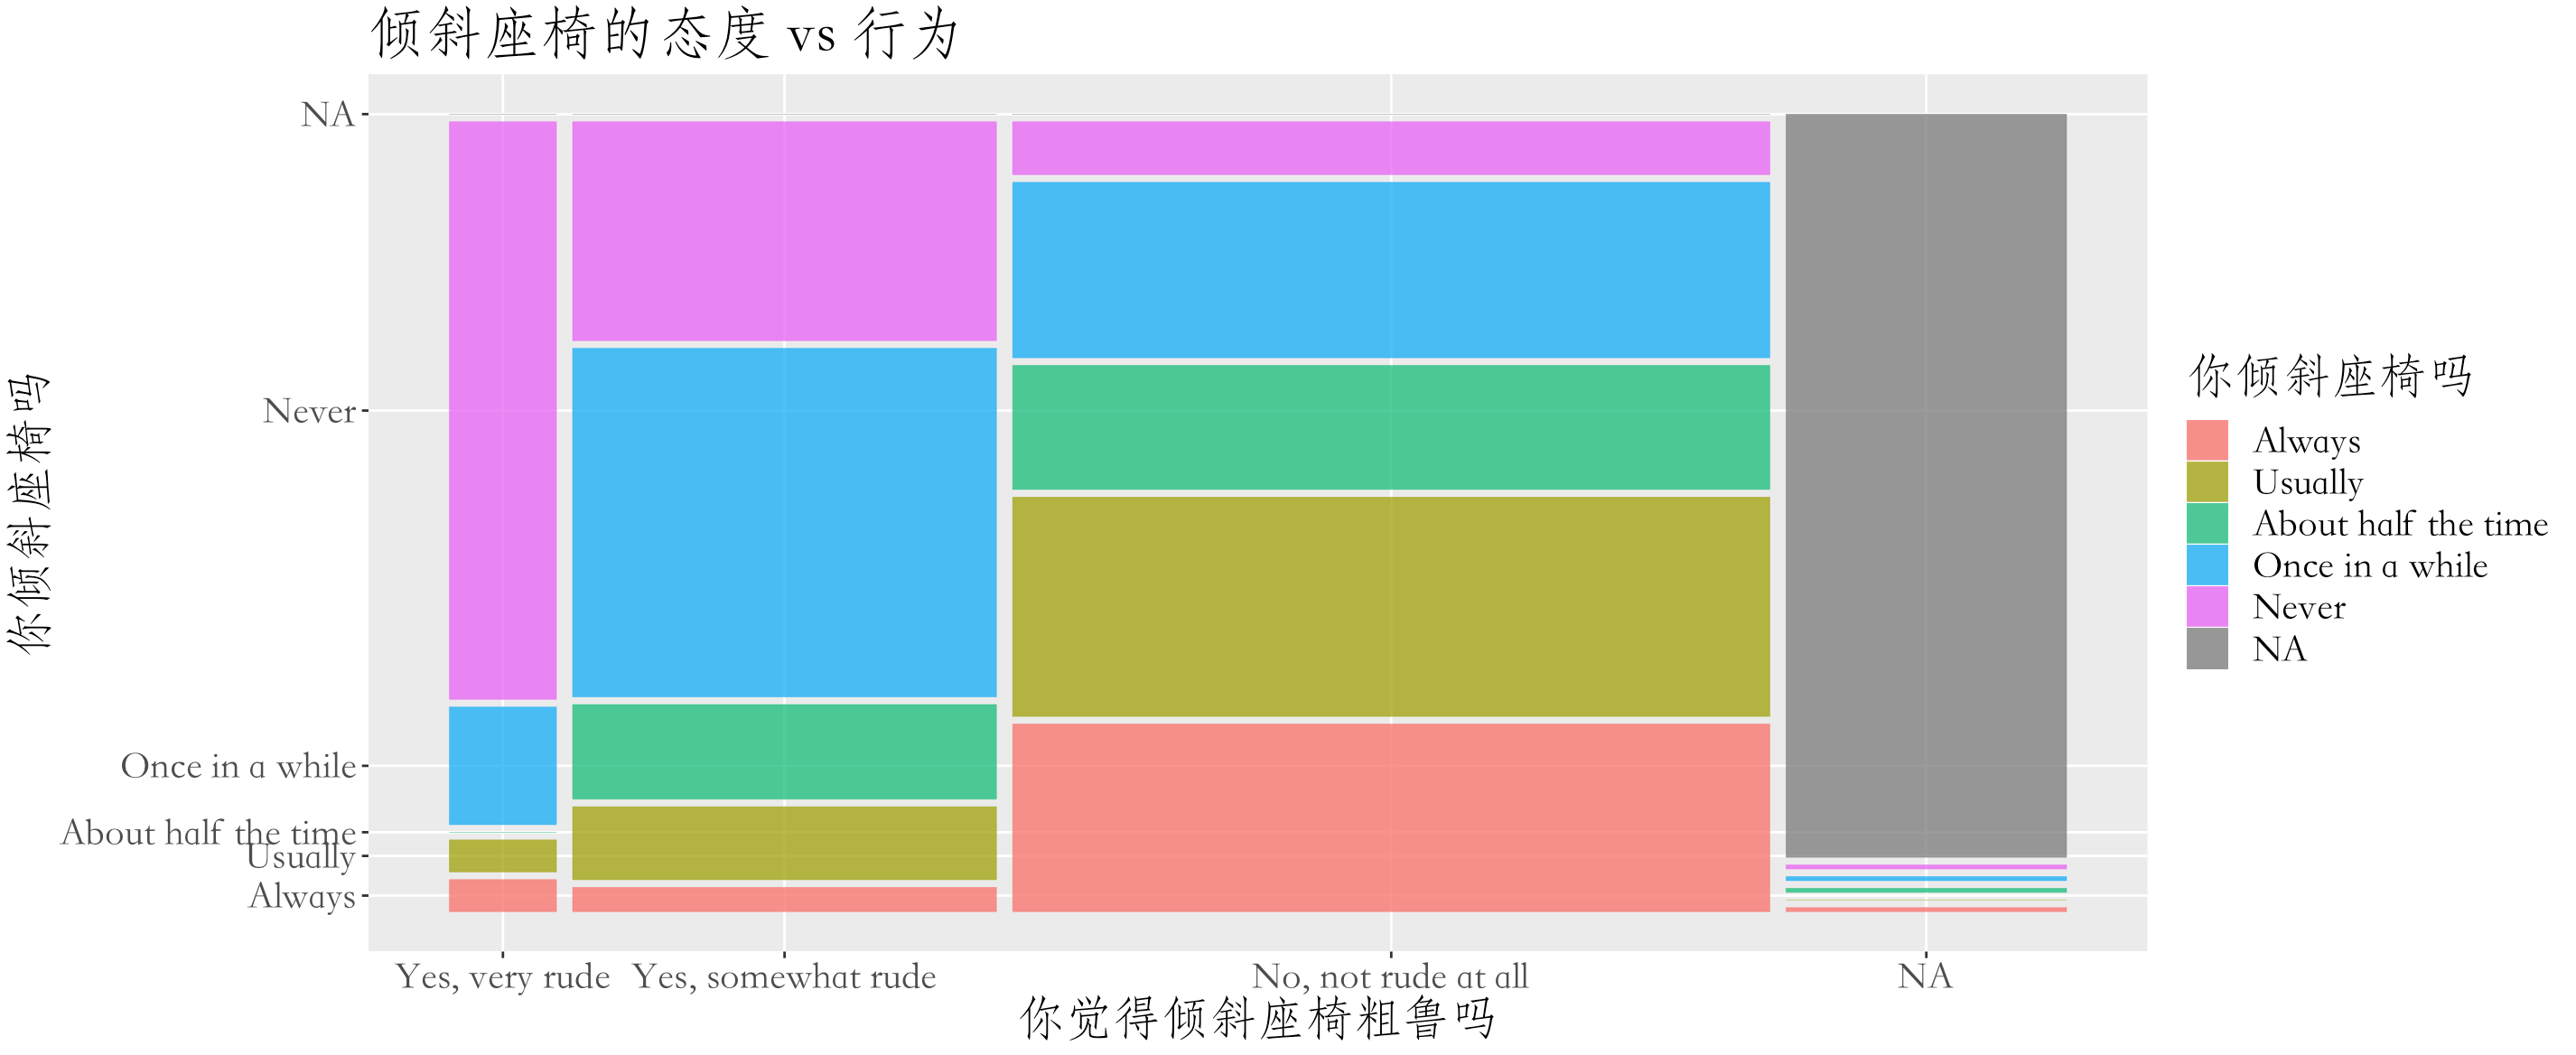 倾斜座椅的态度 vs 行为
NA
Never
Once in a while
About half the time
Usually
Always
你倾斜座椅吗
Yes, very rude
Yes, somewhat rude
No, not rude at all
NA
你觉得倾斜座椅粗鲁吗
你倾斜座椅吗
Always
Usually
About half the time
Once in a while
Never
NA